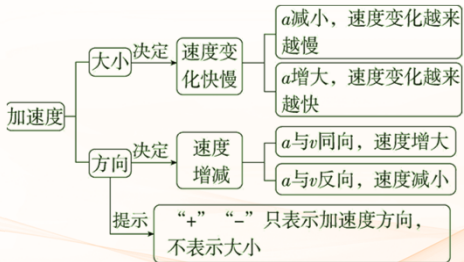 a减小，速度变化越来
越慢
大小
决定
速度变
化快慢
a增大，速度变化越来
越快
加速度
方向
决定
速度
增减
a与v同向，速度增大
a与v反向，速度减小
提示
“+”“-”只表示加速度方向，
不表示大小